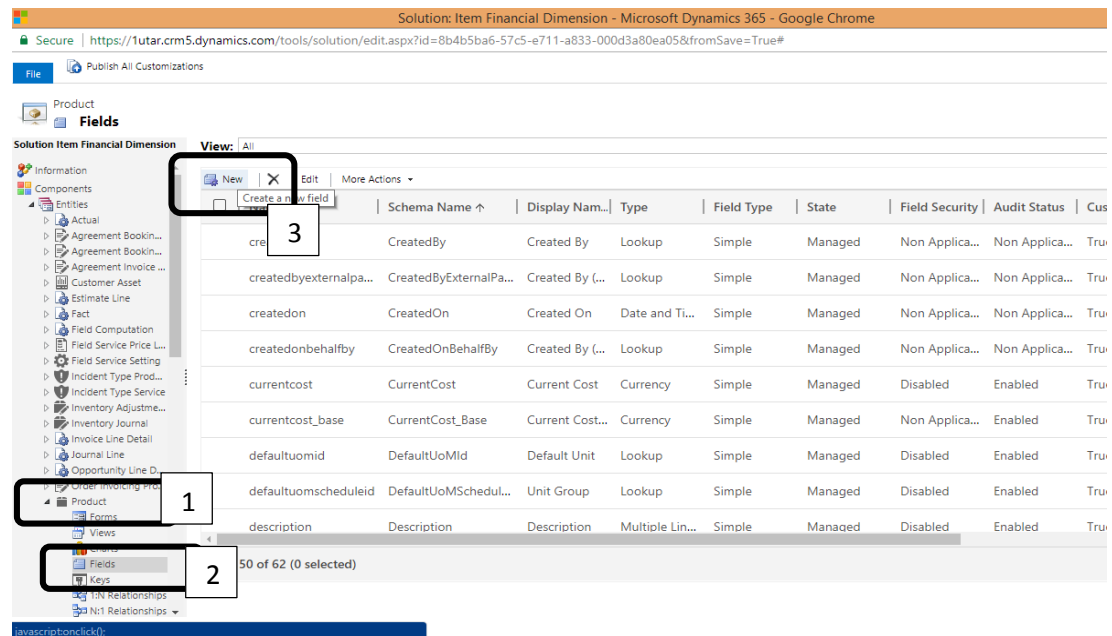 Solution: Item Financial Dimension - Microsoft Dynamics 365 - Google Chrome
Secure | https://1utar.crm5.dynamics.com/tools/solution/edit.aspx?id=8b4b5ba6-57c5-e711-a833-000d3a80ea05&fromSave=True#
File Publish All Customizations
Product
Fields
Solution Item Financial Dimension
View: All
Information
Components
Entities
Actual
Agreement Bookin...
Agreement Bookin...
Agreement Invoice ...
Customer Asset
Estimate Line
Fact
Field Computation
Field Service Price L...
Field Service Setting
Incident Type Prod...
Incident Type Service
Inventory Adjustme...
Inventory Journal
Invoice Line Detail
Journal Line
Opportunity Line D...
Order Invoicing Pro...
Product
1
Forms
Views
Charts
Fields
2
Keys
1:N Relationships
N:1 Relationships
New Edit More Actions
Create a new field
3
Schema Name Display Nam... Type Field Type State Field Security Audit Status Cus
CreatedBy Created By Lookup Simple Managed Non Applica... Non Applica... Tru
createdbyexternalpa... CreatedByExternalPa... Created By (... Lookup Simple Managed Non Applica... Non Applica... Tru
createdon CreatedOn Created On Date and Ti... Simple Managed Non Applica... Non Applica... Tru
createdonbehalfby CreatedOnBehalfBy Created By (... Lookup Simple Managed Non Applica... Non Applica... Tru
currentcost CurrentCost Current Cost Currency Simple Managed Disabled Enabled Tru
currentcost_base CurrentCost_Base Current Cost... Currency Simple Managed Non Applica... Enabled Tru
defaultuomid DefaultUoMId Default Unit Lookup Simple Managed Disabled Enabled Tru
defaultuomscheduleid DefaultUoMSchedul... Unit Group Lookup Simple Managed Disabled Enabled Tru
description Description Description Multiple Lin... Simple Managed Disabled Enabled Tru
50 of 62 (0 selected)
javascript:onclick();